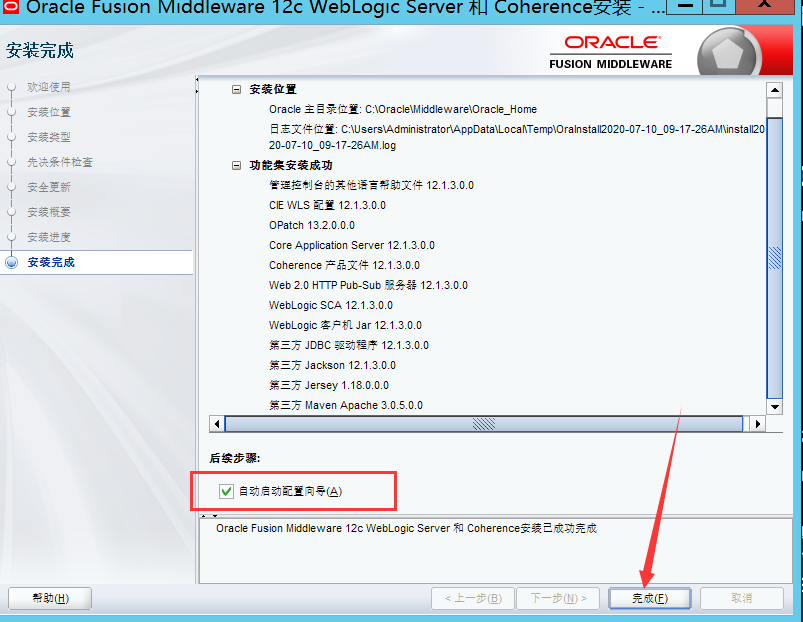 Oracle Fusion Middleware 12c WebLogic Server 和 Coherence安装 - ...
安装完成
ORACLE
FUSION MIDDLEWARE
欢迎使用
安装位置
安装类型
先决条件检查
安全更新
安装概要
安装进度
安装完成
安装位置
Oracle 主目录位置: C:\Oracle\Middleware\Oracle_Home
日志文件位置: C:\Users\Administrator\AppData\Local\Temp\OraInstall2020-07-10_09-17-26AM\install20
20-07-10_09-17-26AM.log
功能集安装成功
管理控制台的其他语言帮助文件 12.1.3.0.0
CIE WLS 配置 12.1.3.0.0
OPatch 13.2.0.0.0
Core Application Server 12.1.3.0.0
Coherence 产品文件 12.1.3.0.0
Web 2.0 HTTP Pub-Sub 服务器 12.1.3.0.0
WebLogic SCA 12.1.3.0.0
WebLogic 客户机 Jar 12.1.3.0.0
第三方 JDBC 驱动程序 12.1.3.0.0
第三方 Jackson 12.1.3.0.0
第三方 Jersey 1.18.0.0.0
第三方 Maven Apache 3.0.5.0.0
后续步骤:
自动启动配置向导(A)
Oracle Fusion Middleware 12c WebLogic Server 和 Coherence安装已成功完成
帮助(H)
< 上一步(B)
下一步(N) >
完成(F)
取消